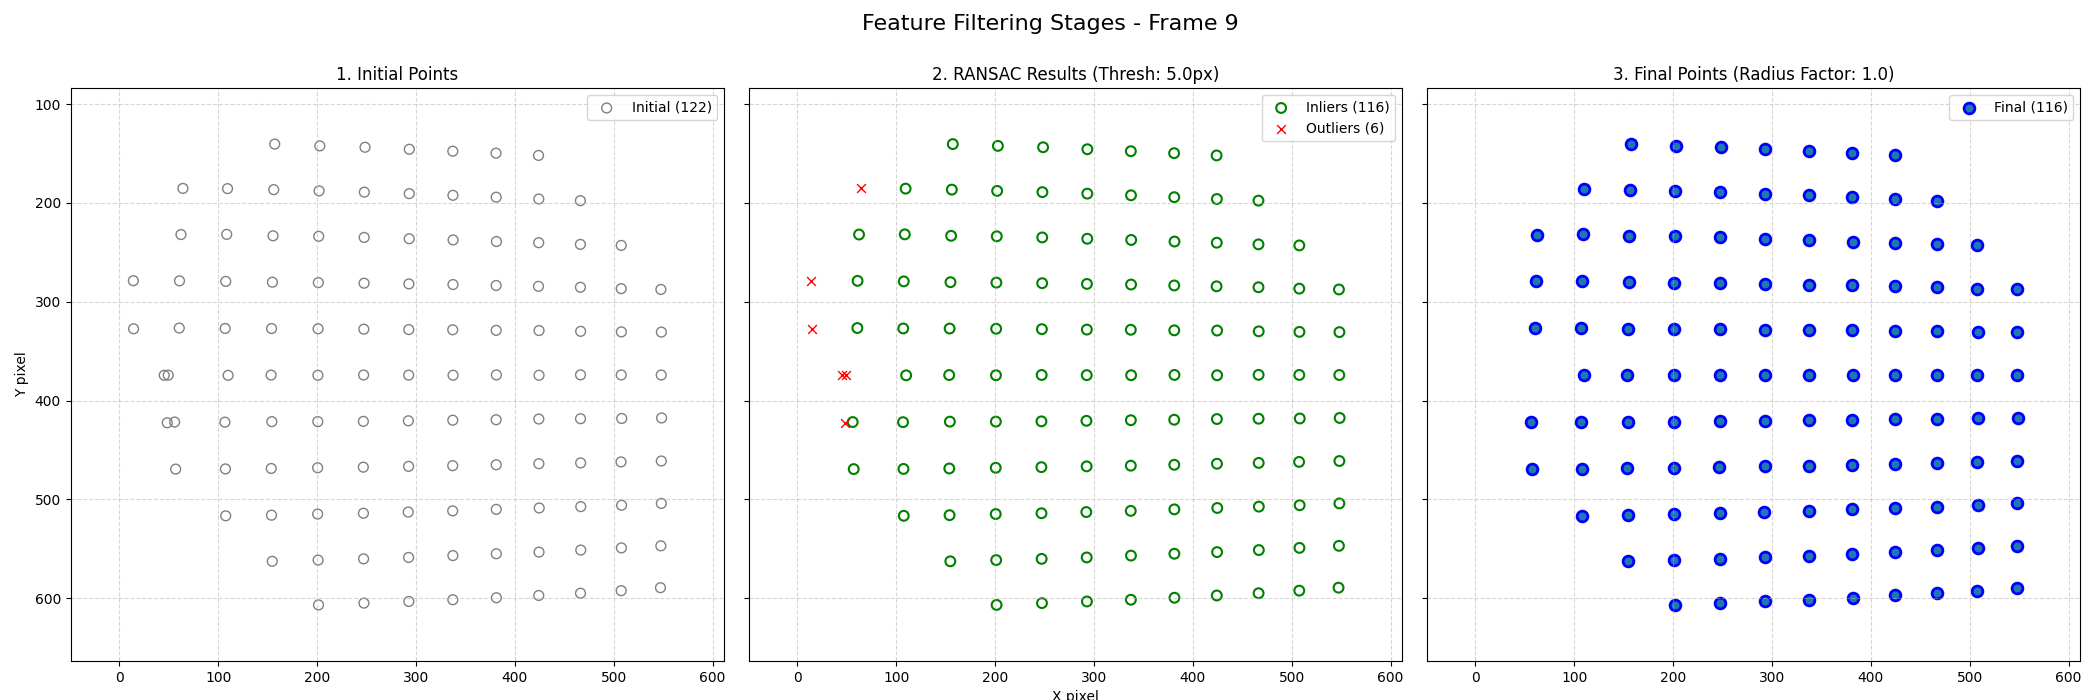 Feature Filtering Stages - Frame 9
1. Initial Points
Initial (122)
100
200
300
400
500
600
Y pixel
0 100 200 300 400 500 600
2. RANSAC Results (Thresh: 5.0px)
Inliers (116)
Outliers (6)
0 100 200 300 400 500 600
X pixel
3. Final Points (Radius Factor: 1.0)
Final (116)
0 100 200 300 400 500 600